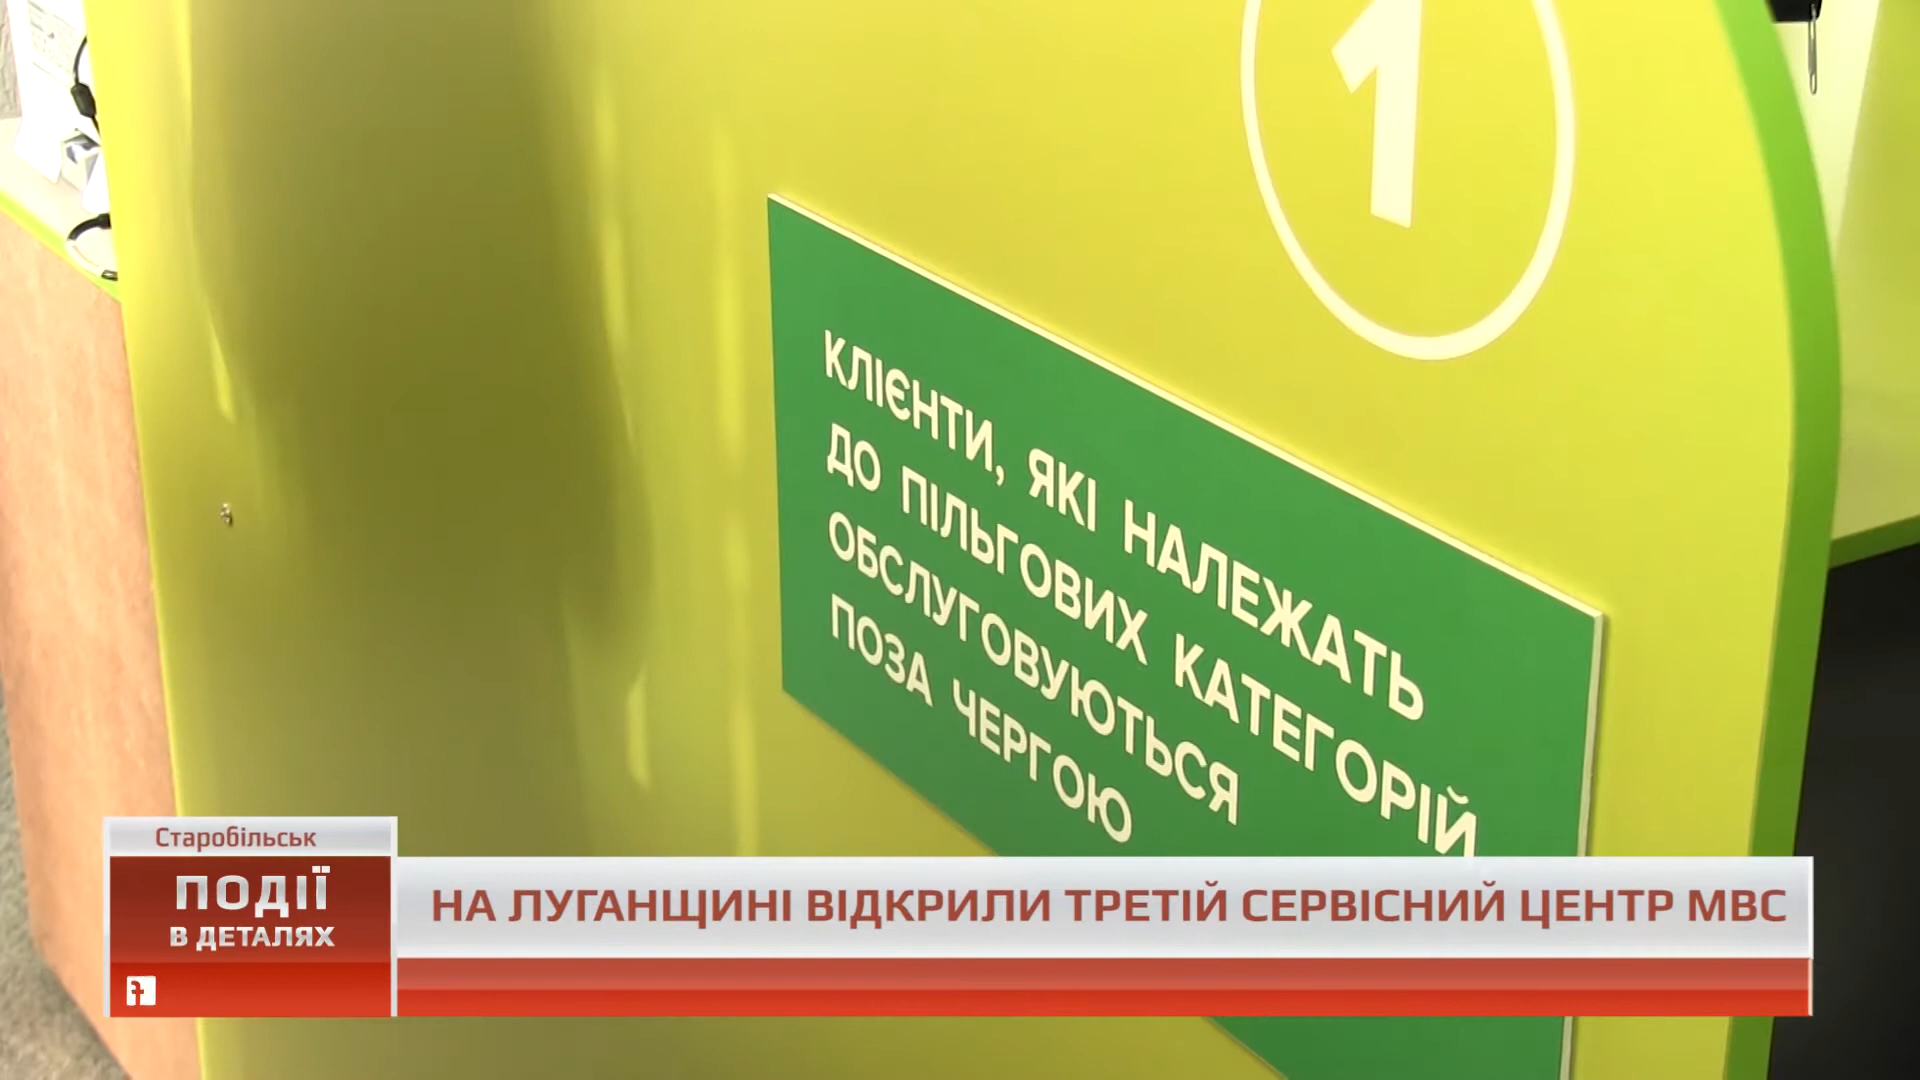 1
КЛІЄНТИ, ЯКІ НАЛЕЖАТЬ
ДО ПІЛЬГОВИХ КАТЕГОРІЙ
ОБСЛУГОВУЮТЬСЯ
ПОЗА ЧЕРГОЮ
Старобільськ
ПОДІЇ
В ДЕТАЛЯХ
НА ЛУГАНЩИНІ ВІДКРИЛИ ТРЕТІЙ СЕРВІСНИЙ ЦЕНТР МВС